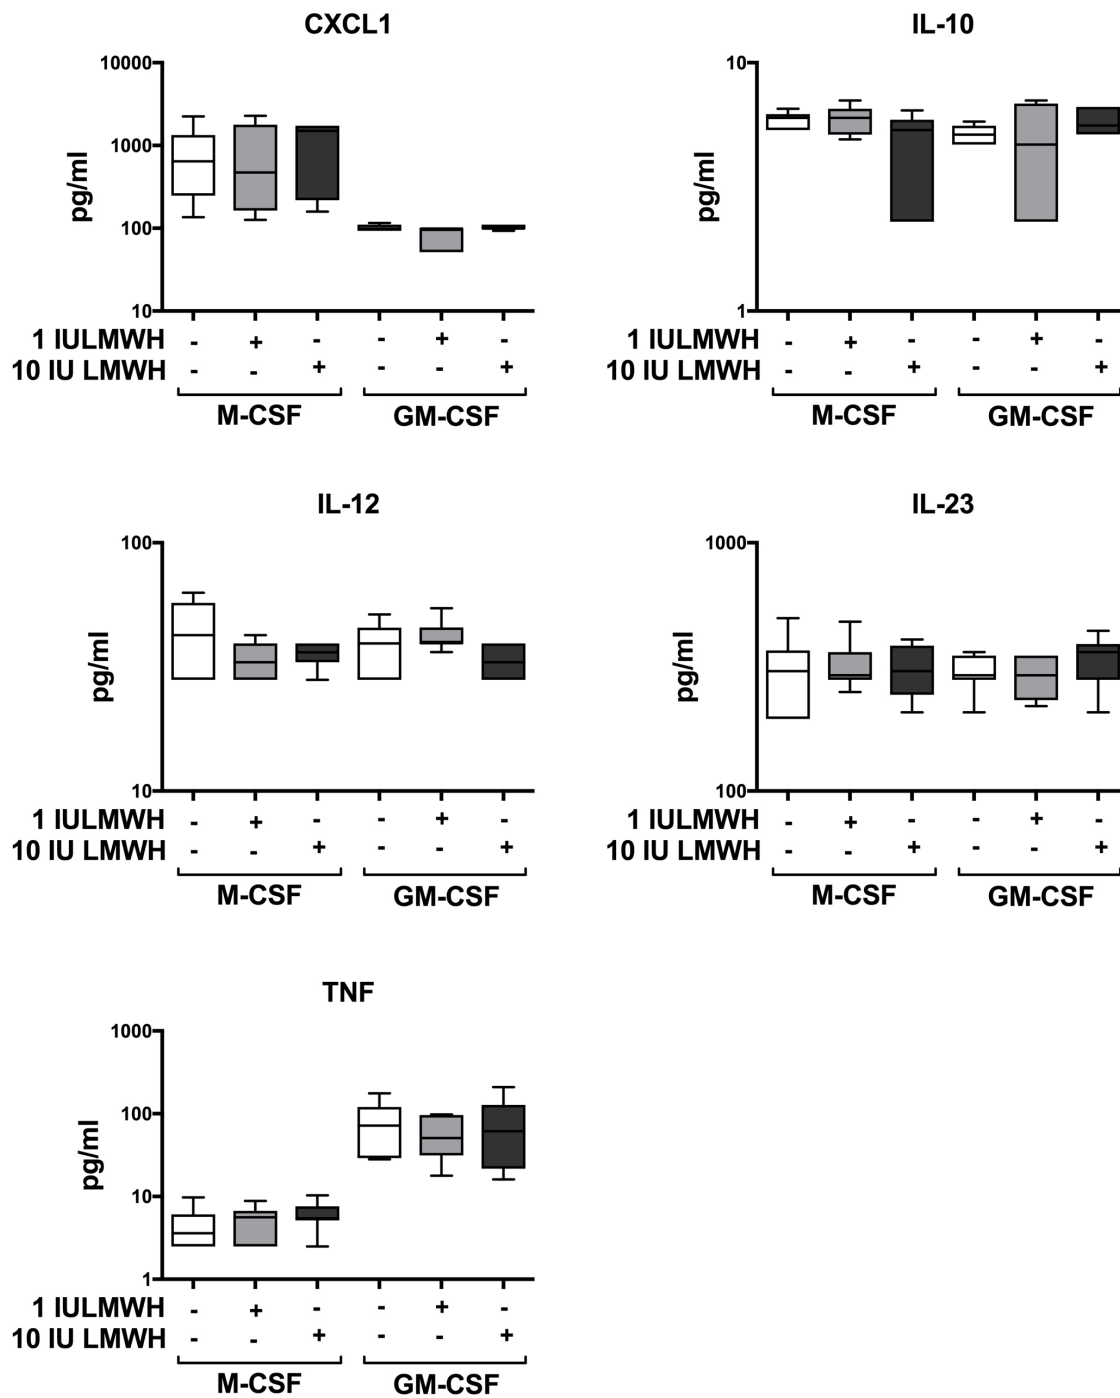 CXCL1
10000
1000
100
10
pg/ml
1 IULMWH - + - - + -
10 IU LMWH - - + - - +
M-CSF GM-CSF
IL-10
10
1
pg/ml
1 IULMWH - + - - + -
10 IU LMWH - - + - - +
M-CSF GM-CSF
IL-12
100
10
pg/ml
1 IULMWH - + - - + -
10 IU LMWH - - + - - +
M-CSF GM-CSF
IL-23
1000
100
pg/ml
1 IULMWH - + - - + -
10 IU LMWH - - + - - +
M-CSF GM-CSF
TNF
1000
100
10
1
pg/ml
1 IULMWH - + - - + -
10 IU LMWH - - + - - +
M-CSF GM-CSF